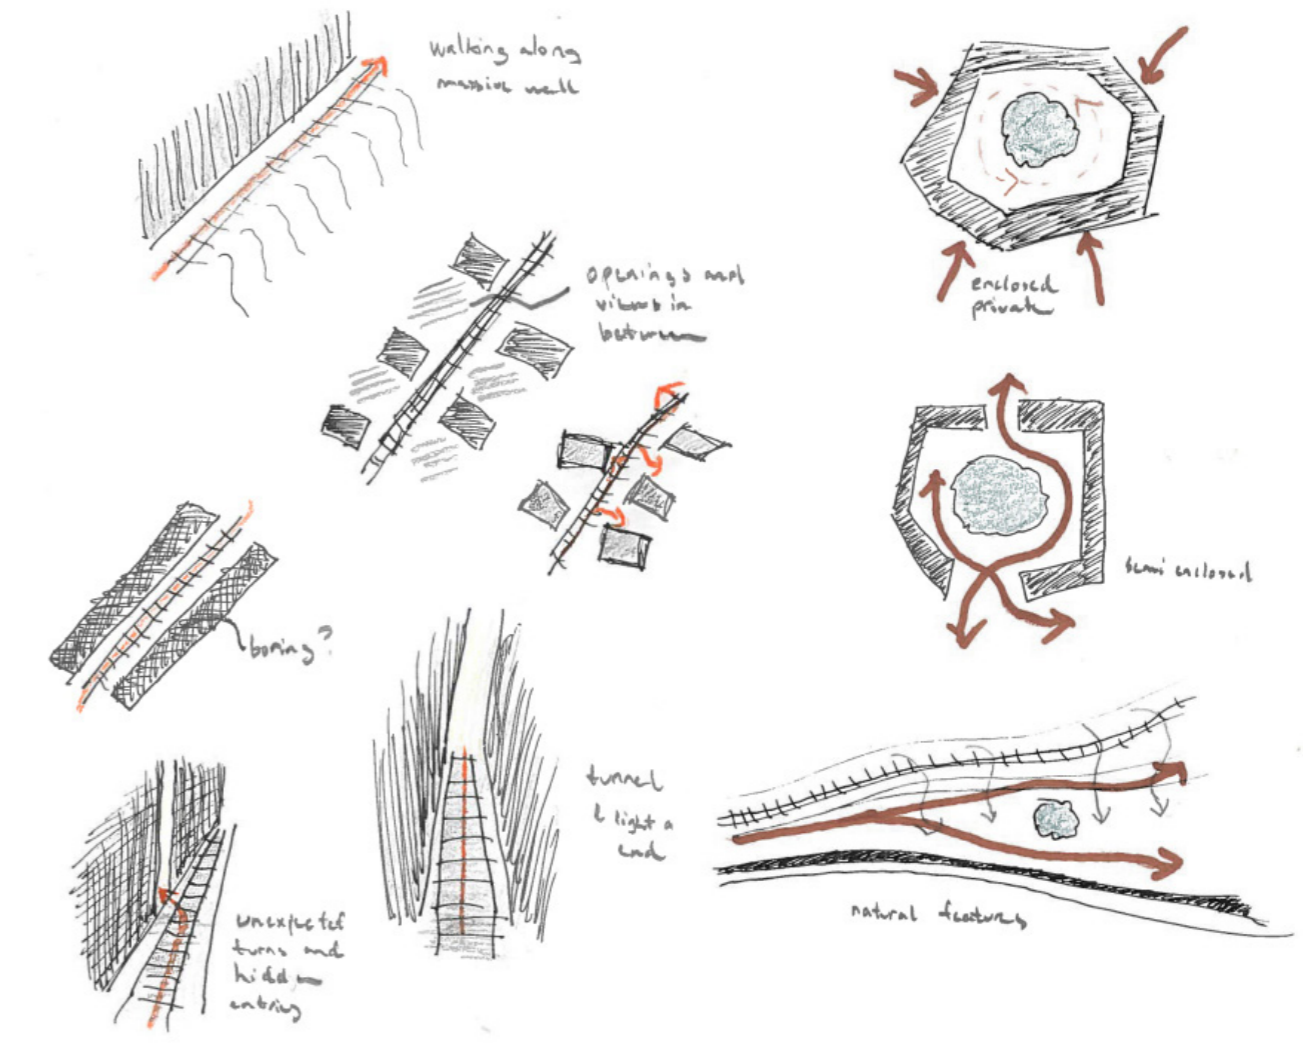 walking along
massive wall
enclosed
private
openings and
views in
between
semi enclosed
boring?
tunnel
& light a
end
natural features
unexpected
turns and
hidden
entries